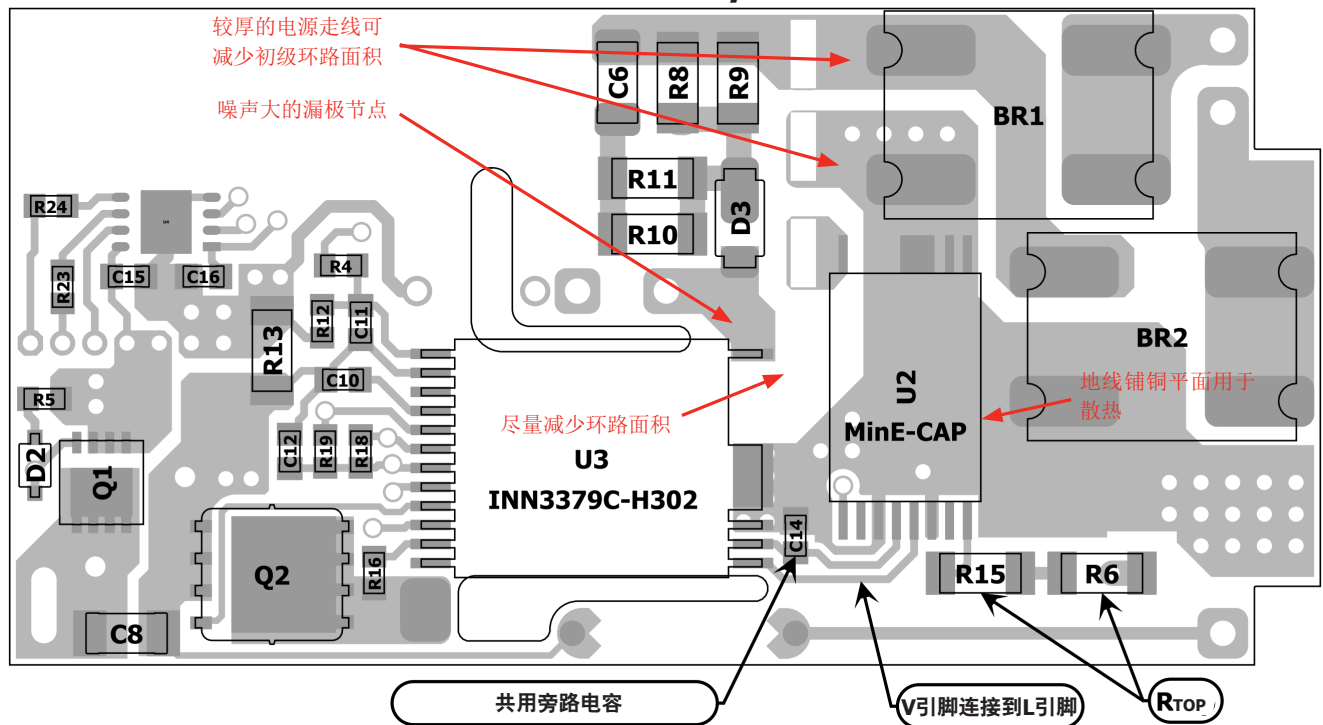 较厚的电源走线可
减少初级环路面积
噪声大的漏极节点
C6
R8
R9
BR1
R11
R10
D3
R24
U4
R23
C15
C16
R4
R12
C11
R13
C10
R5
D2
Q1
C12
R19
R18
尽量减少环路面积
U3
INN3379C-H302
U2
MinE-CAP
BR2
地线铺铜平面用于
散热
C14
Q2
R16
R15
R6
C8
共用旁路电容
V引脚连接到L引脚
RTOP